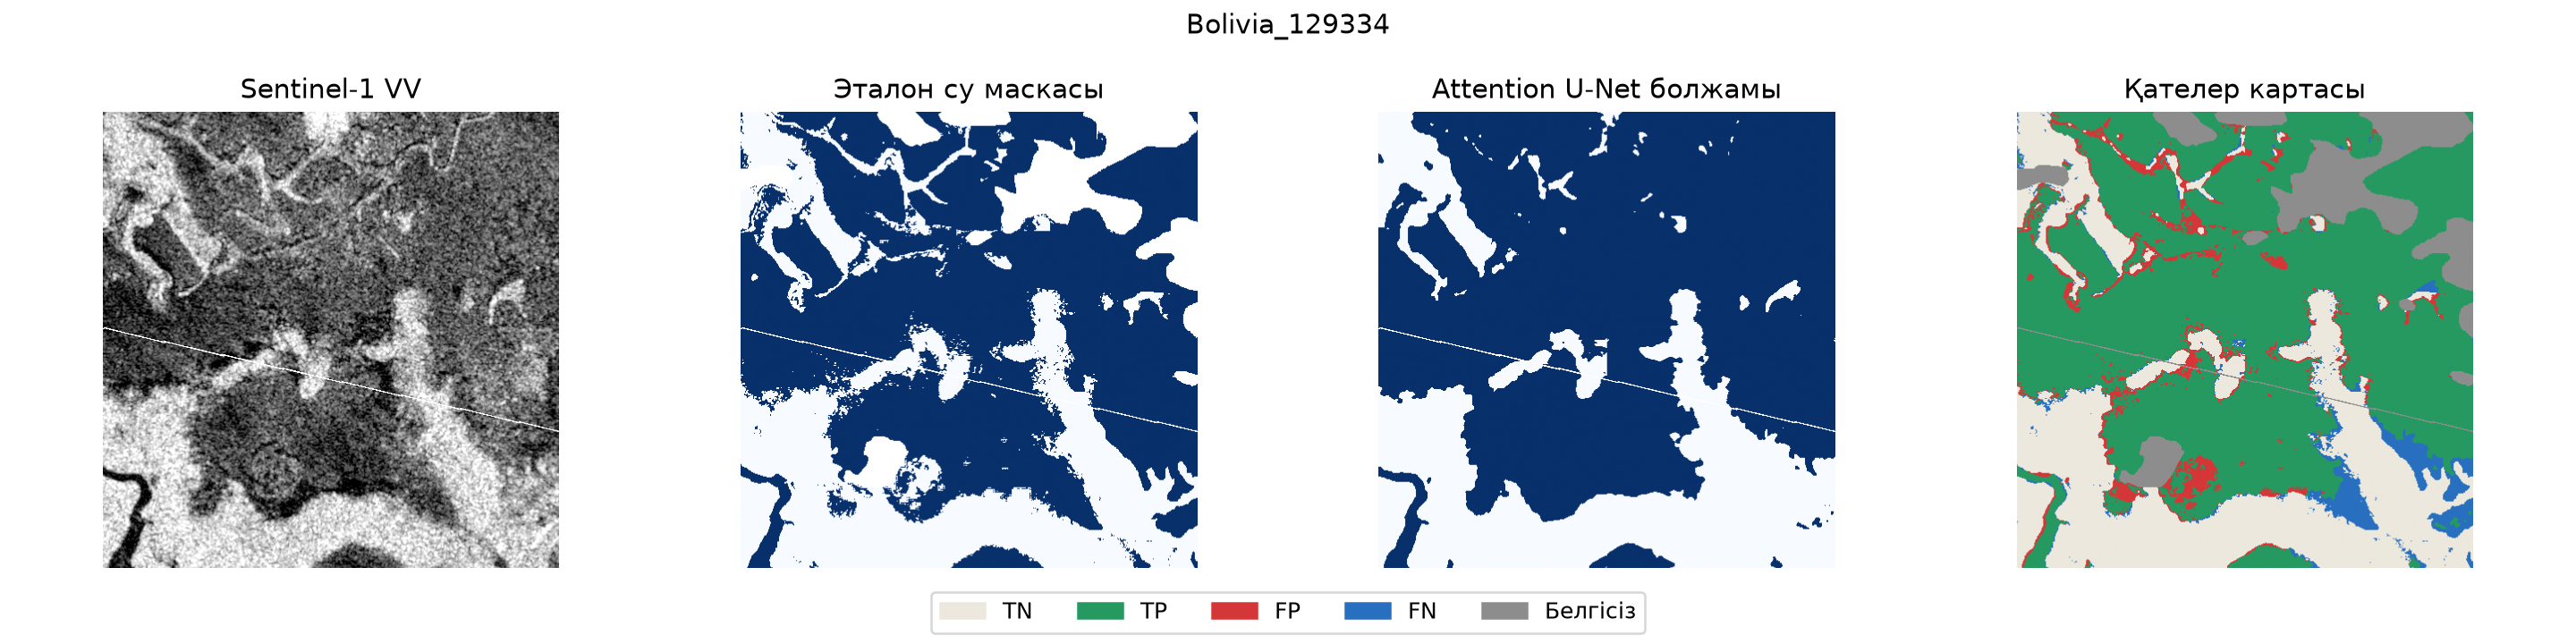 Bolivia_129334
Sentinel-1 VV
Эталон су маскасы
Attention U-Net болжамы
Қателер картасы
TN TP FP FN Белгісіз